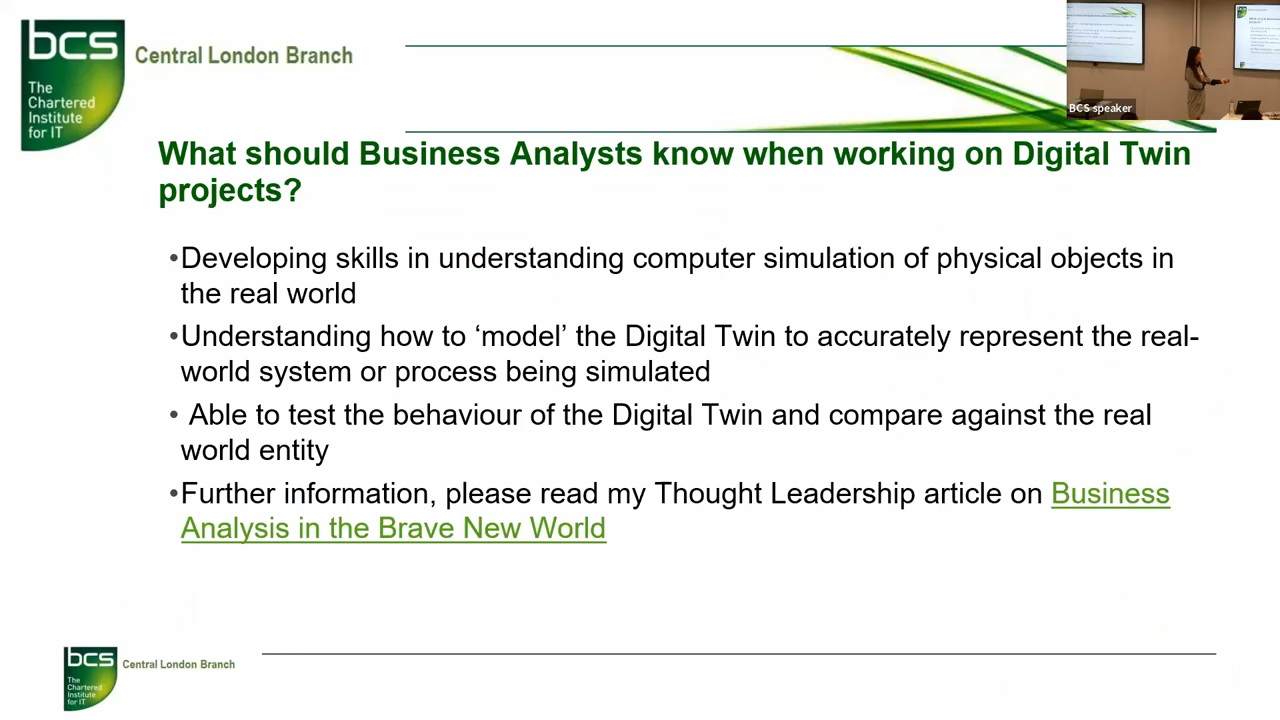 bcs
Central London Branch
The
Chartered
Institute
for IT
BCS speaker
What should Business Analysts know when working on Digital Twin
projects?
•Developing skills in understanding computer simulation of physical objects in
the real world
•Understanding how to ‘model’ the Digital Twin to accurately represent the real-
world system or process being simulated
• Able to test the behaviour of the Digital Twin and compare against the real
world entity
•Further information, please read my Thought Leadership article on Business
Analysis in the Brave New World
bcs
Central London Branch
The
Chartered
Institute
for IT